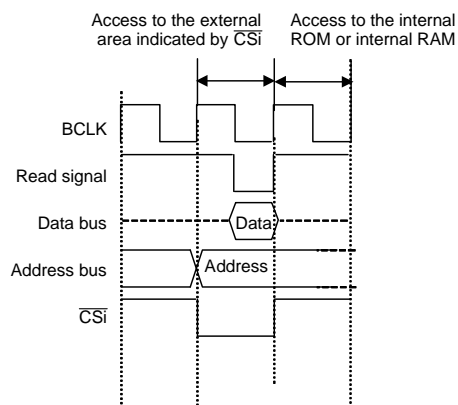 Access to the external
area indicated by CSi
Access to the internal
ROM or internal RAM
BCLK
Read signal
Data bus
Data
Address bus
Address
CSi